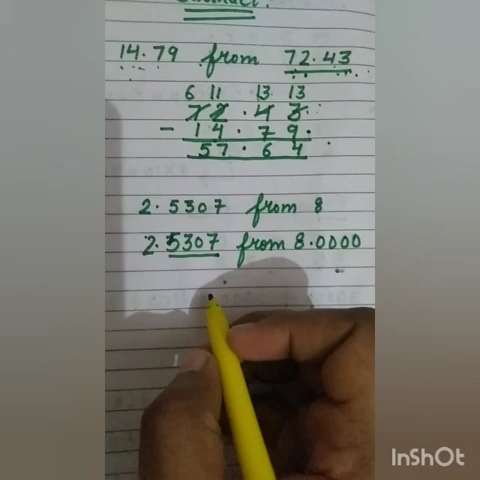 14.79 from 72.43
6 11 13 13
72.43
- 14.79
57.64
2.5307 from 8
2.5307 from 8.0000
InShOt